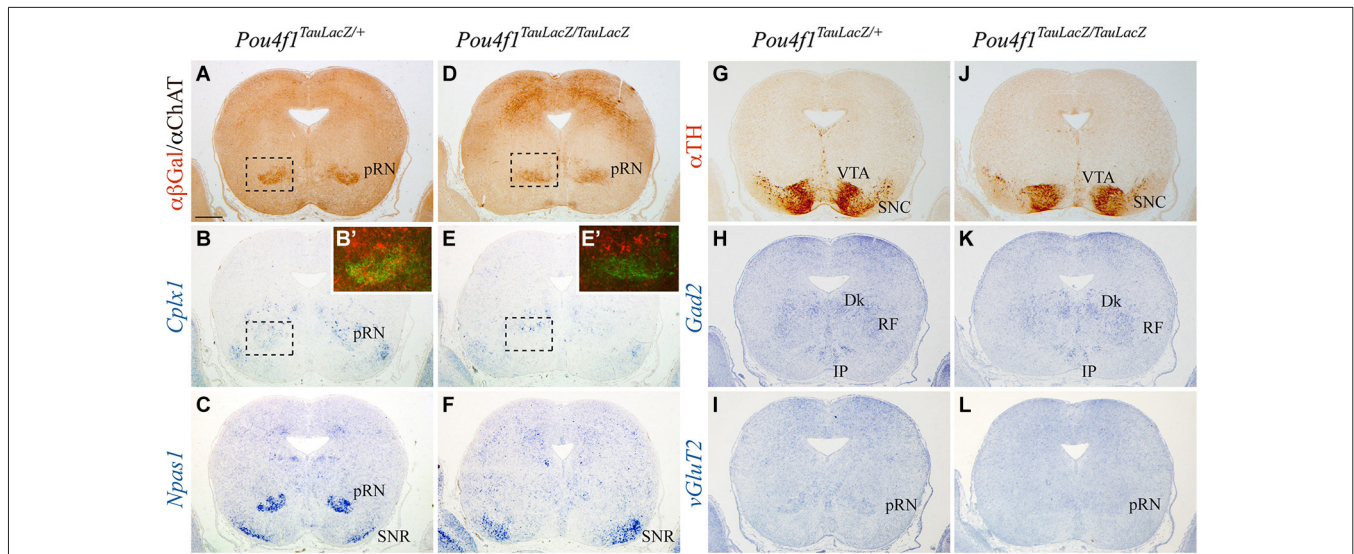 Pou4f1TauLacZ/+ Pou4f1TauLacZ/TauLacZ Pou4f1TauLacZ/+ Pou4f1TauLacZ/TauLacZ
αβGal/αChAT
A
pRN
D
pRN
αTH
G
VTA
SNC
J
VTA
SNC
Cplx1
B
B'
pRN
E
E'
Gad2
H
Dk
RF
IP
K
Dk
RF
IP
Npas1
C
pRN
SNR
F
SNR
vGluT2
I
pRN
L
pRN